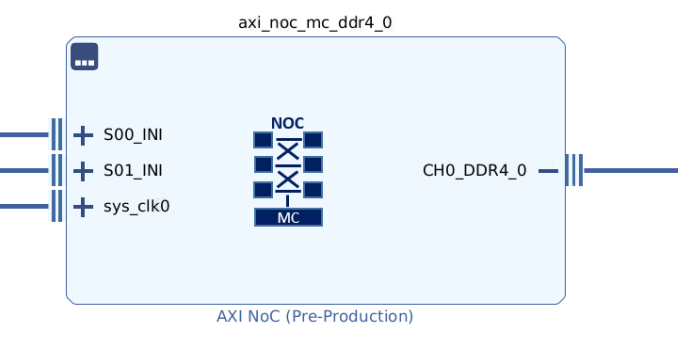 axi_noc_mc_ddr4_0
NOC
S00_INI
S01_INI
CH0_DDR4_0
sys_clk0
MC
AXI NoC (Pre-Production)